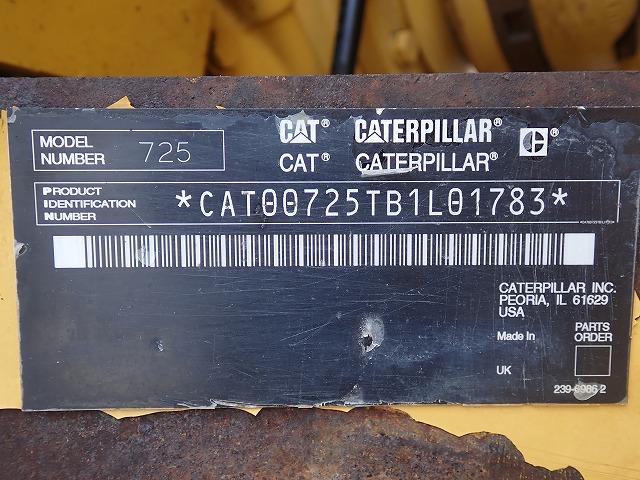 MODEL NUMBER 725
CAT® CATERPILLAR®
CAT® CATERPILLAR®
PRODUCT IDENTIFICATION NUMBER *CAT00725TB1L01783*
CATERPILLAR INC.
PEORIA, IL 61629
USA
Made In
UK
PARTS ORDER
239-6986 2